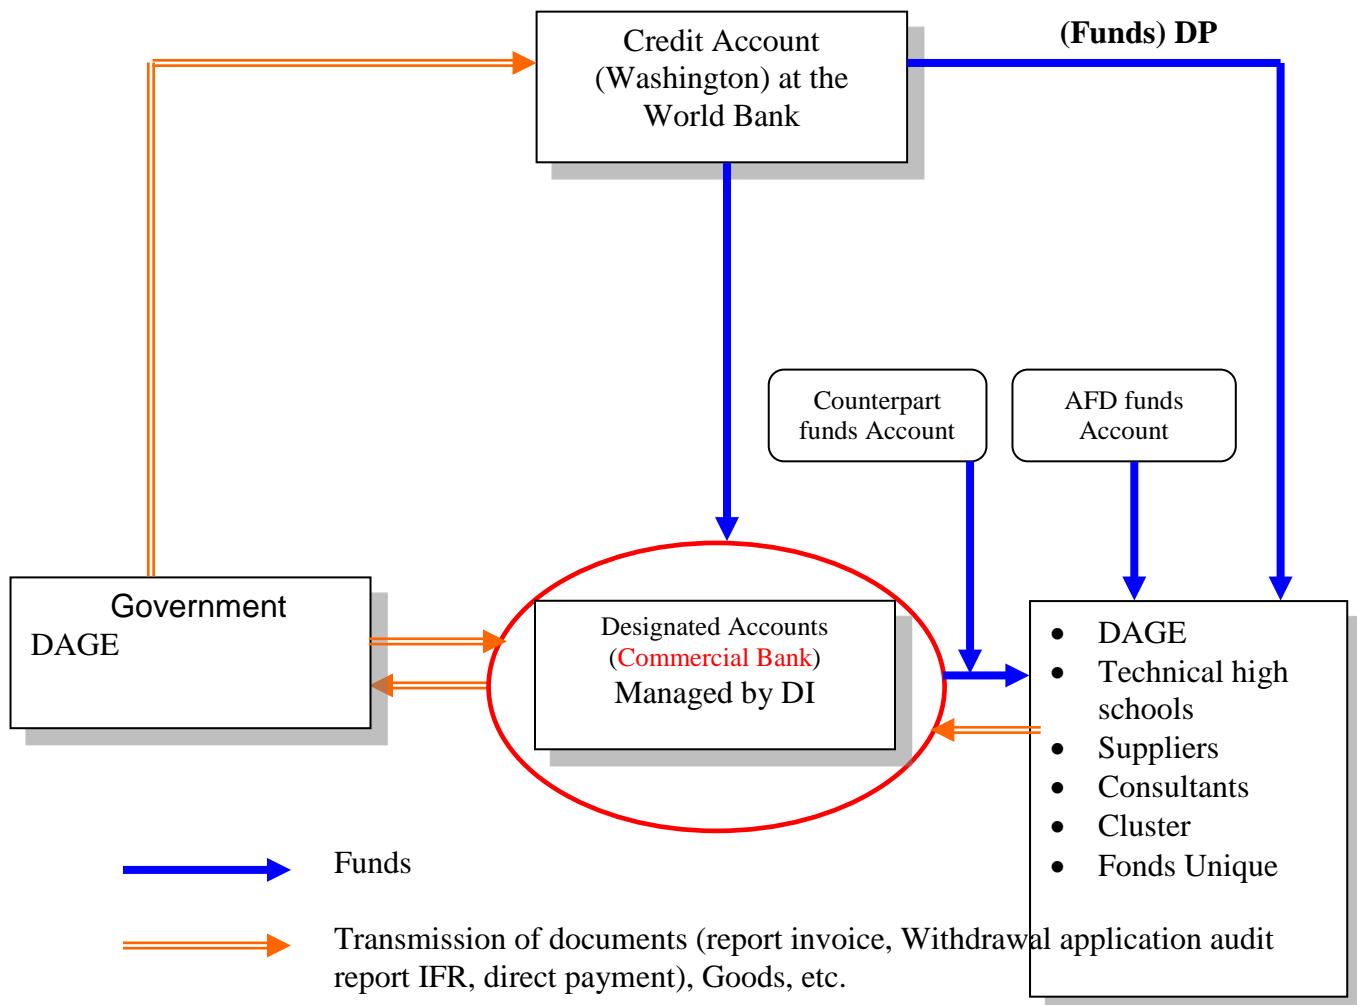 Credit Account
(Washington) at the
World Bank
(Funds) DP
Counterpart
funds Account
AFD funds
Account
Government
DAGE
Designated Accounts
(Commercial Bank)
Managed by DI
• DAGE
• Technical high
schools
• Suppliers
• Consultants
• Cluster
• Fonds Unique
Funds
Transmission of documents (report invoice, Withdrawal application audit
report IFR, direct payment), Goods, etc.